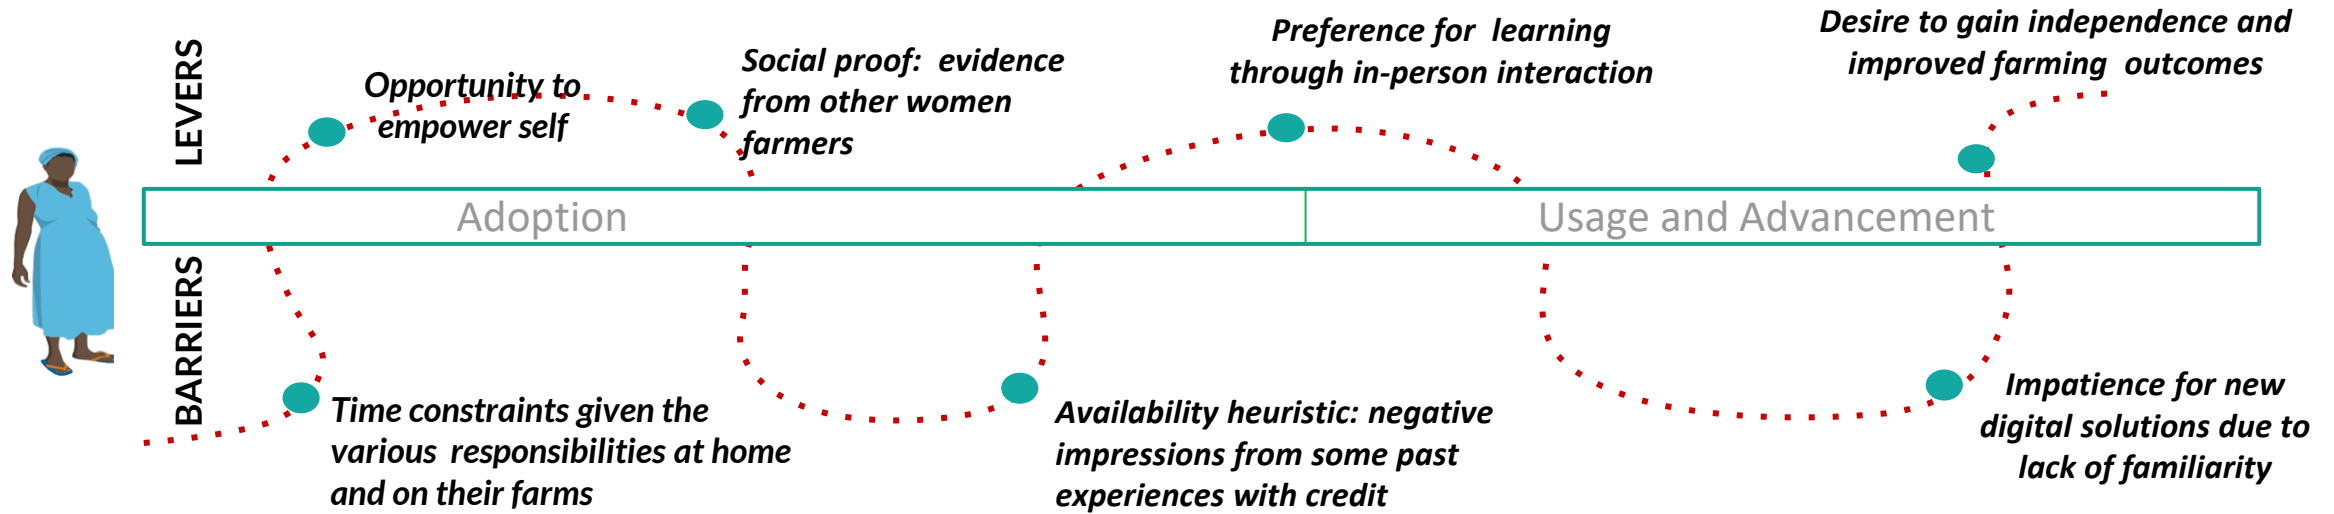 LEVERS
Opportunity to
empower self
Social proof:  evidence
from other women
farmers
Preference for  learning
through in-person interaction
Desire to gain independence and
improved farming  outcomes
Adoption
Usage and Advancement
BARRIERS
Time constraints given the
various  responsibilities at home
and on their farms
Availability heuristic: negative
impressions from some past
experiences with credit
Impatience for new
digital solutions due to
lack of familiarity